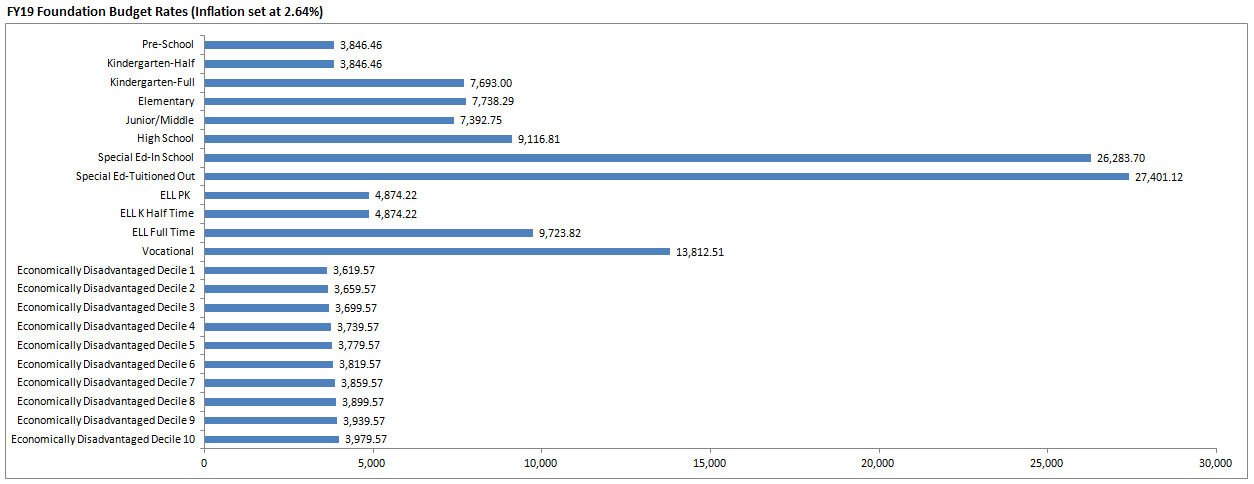 FY19 Foundation Budget Rates (Inflation set at 2.64%)
Pre-School 3,846.46
Kindergarten-Half 3,846.46
Kindergarten-Full 7,693.00
Elementary 7,738.29
Junior/Middle 7,392.75
High School 9,116.81
Special Ed-In School 26,283.70
Special Ed-Tuitioned Out 27,401.12
ELL PK 4,874.22
ELL K Half Time 4,874.22
ELL Full Time 9,723.82
Vocational 13,812.51
Economically Disadvantaged Decile 1 3,619.57
Economically Disadvantaged Decile 2 3,659.57
Economically Disadvantaged Decile 3 3,699.57
Economically Disadvantaged Decile 4 3,739.57
Economically Disadvantaged Decile 5 3,779.57
Economically Disadvantaged Decile 6 3,819.57
Economically Disadvantaged Decile 7 3,859.57
Economically Disadvantaged Decile 8 3,899.57
Economically Disadvantaged Decile 9 3,939.57
Economically Disadvantaged Decile 10 3,979.57
0 5,000 10,000 15,000 20,000 25,000 30,000